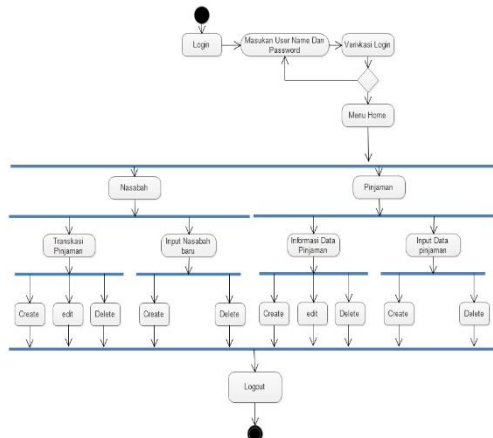 Login
Masukan User Name Dan
Password
Verivkasi Login
Menu Home
Nasabah
Pinjaman
Transkasi
Pinjaman
Input Nasabah
baru
Informasi Data
Pinjaman
Input Data
pinjaman
Create
edit
Delete
Create
Delete
Create
edit
Delete
Create
Delete
Logout